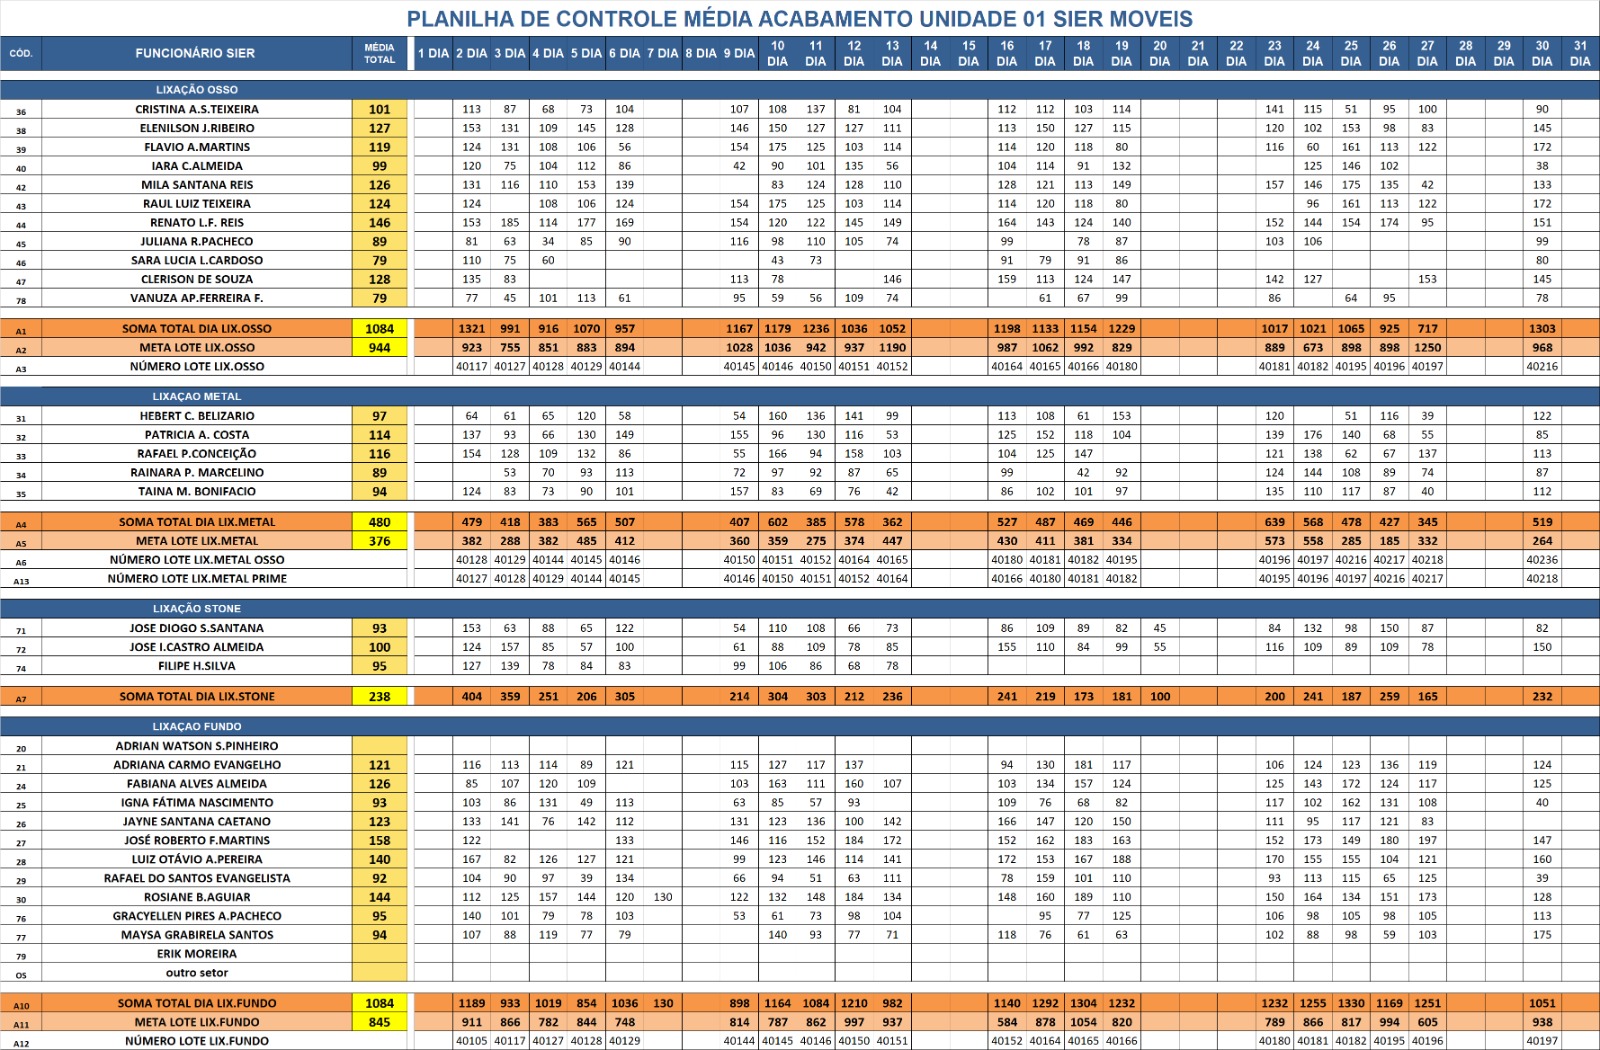 PLANILHA DE CONTROLE MÉDIA ACABAMENTO UNIDADE 01 SIER MOVEIS
CÓD. FUNCIONÁRIO SIER MÉDIA TOTAL 1 DIA 2 DIA 3 DIA 4 DIA 5 DIA 6 DIA 7 DIA 8 DIA 9 DIA 10 DIA 11 DIA 12 DIA 13 DIA 14 DIA 15 DIA 16 DIA 17 DIA 18 DIA 19 DIA 20 DIA 21 DIA 22 DIA 23 DIA 24 DIA 25 DIA 26 DIA 27 DIA 28 DIA 29 DIA 30 DIA 31 DIA
LIXAÇÃO OSSO
36 CRISTINA A.S.TEIXEIRA 101 113 87 68 73 104 107 108 137 81 104 112 112 103 114 141 115 51 95 100 90
38 ELENILSON J.RIBEIRO 127 153 131 109 145 128 146 150 127 127 111 113 150 127 115 120 102 153 98 83 145
39 FLAVIO A.MARTINS 119 124 131 108 106 56 154 175 125 103 114 114 120 118 80 116 60 161 113 122 172
40 IARA C.ALMEIDA 99 120 75 104 112 86 42 90 101 135 56 104 114 91 132 125 146 102 38
42 MILA SANTANA REIS 126 131 116 110 153 139 83 124 128 110 128 121 113 149 157 146 175 135 42 133
43 RAUL LUIZ TEIXEIRA 124 124 108 106 124 154 175 125 103 114 114 120 118 80 96 161 113 122 172
44 RENATO L.F. REIS 146 153 185 114 177 169 154 120 122 145 149 164 143 124 140 152 144 154 174 95 151
45 JULIANA R.PACHECO 89 81 63 34 85 90 116 98 110 105 74 99 78 87 103 106 99
46 SARA LUCIA L.CARDOSO 79 110 75 60 43 73 91 79 91 86 80
47 CLERISON DE SOUZA 128 135 83 113 78 146 159 113 124 147 142 127 153 145
78 VANUZA AP.FERREIRA F. 79 77 45 101 113 61 95 59 56 109 74 61 67 99 86 64 95 78
A1 SOMA TOTAL DIA LIX.OSSO 1084 1321 991 916 1070 957 1167 1179 1236 1036 1052 1198 1133 1154 1229 1017 1021 1065 925 717 1303
A2 META LOTE LIX.OSSO 944 923 755 851 883 894 1028 1036 942 937 1190 987 1062 992 829 889 673 898 898 1250 968
A3 NÚMERO LOTE LIX.OSSO 40117 40127 40128 40129 40144 40145 40146 40150 40151 40152 40164 40165 40166 40180 40181 40182 40195 40196 40197 40216
LIXAÇAO METAL
31 HEBERT C. BELIZARIO 97 64 61 65 120 58 54 160 136 141 99 113 108 61 153 120 51 116 39 122
32 PATRICIA A. COSTA 114 137 93 66 130 149 155 96 130 116 53 125 152 118 104 139 176 140 68 55 85
33 RAFAEL P.CONCEIÇÃO 116 154 128 109 132 86 55 166 94 158 103 104 125 147 121 138 62 67 137 113
34 RAINARA P. MARCELINO 89 53 70 93 113 72 97 92 87 65 99 42 92 124 144 108 89 74 87
35 TAINA M. BONIFACIO 94 124 83 73 90 101 157 83 69 76 42 86 102 101 97 135 110 117 87 40 112
A4 SOMA TOTAL DIA LIX.METAL 480 479 418 383 565 507 407 602 385 578 362 527 487 469 446 639 568 478 427 345 519
A5 META LOTE LIX.METAL 376 382 288 382 485 412 360 359 275 374 447 430 411 381 334 573 558 285 185 332 264
A6 NÚMERO LOTE LIX.METAL OSSO 40128 40129 40144 40145 40146 40150 40151 40152 40164 40165 40180 40181 40182 40195 40196 40197 40216 40217 40218 40236
A13 NÚMERO LOTE LIX.METAL PRIME 40127 40128 40129 40144 40145 40146 40150 40151 40152 40164 40166 40180 40181 40182 40195 40196 40197 40216 40217 40218
LIXAÇÃO STONE
71 JOSE DIOGO S.SANTANA 93 153 63 88 65 122 54 110 108 66 73 86 109 89 82 45 84 132 98 150 87 82
72 JOSE I.CASTRO ALMEIDA 100 124 157 85 57 100 61 88 109 78 85 155 110 84 99 55 116 109 89 109 78 150
74 FILIPE H.SILVA 95 127 139 78 84 83 99 106 86 68 78
A7 SOMA TOTAL DIA LIX.STONE 238 404 359 251 206 305 214 304 303 212 236 241 219 173 181 100 200 241 187 259 165 232
LIXAÇAO FUNDO
20 ADRIAN WATSON S.PINHEIRO
21 ADRIANA CARMO EVANGELHO 121 116 113 114 89 121 115 127 117 137 94 130 181 117 106 124 123 136 119 124
24 FABIANA ALVES ALMEIDA 126 85 107 120 109 103 163 111 160 107 103 134 157 124 125 143 172 124 117 125
25 IGNA FÁTIMA NASCIMENTO 93 103 86 131 49 113 63 85 57 93 109 76 68 82 117 102 162 131 108 40
26 JAYNE SANTANA CAETANO 123 133 141 76 142 112 131 123 136 100 142 166 147 120 150 111 95 117 121 83
27 JOSÉ ROBERTO F.MARTINS 158 122 133 146 116 152 184 172 152 162 183 163 152 173 149 180 197 147
28 LUIZ OTÁVIO A.PEREIRA 140 167 82 126 127 121 99 123 146 114 141 172 153 167 188 170 155 155 104 121 160
29 RAFAEL DO SANTOS EVANGELISTA 92 104 90 97 39 134 66 94 51 63 111 78 159 101 110 93 113 115 65 125 39
30 ROSIANE B.AGUIAR 144 112 125 157 144 120 130 122 132 148 184 134 148 160 189 110 150 164 134 151 173 128
76 GRACYELLEN PIRES A.PACHECO 95 140 101 79 78 103 53 61 73 98 104 95 77 125 106 98 105 98 105 113
77 MAYSA GRABIRELA SANTOS 94 107 88 119 77 79 140 93 77 71 118 76 61 63 102 88 98 59 103 175
79 ERIK MOREIRA
O5 outro setor
A10 SOMA TOTAL DIA LIX.FUNDO 1084 1189 933 1019 854 1036 130 898 1164 1084 1210 982 1140 1292 1304 1232 1232 1255 1330 1169 1251 1051
A11 META LOTE LIX.FUNDO 845 911 866 782 844 748 814 787 862 997 937 584 878 1054 820 789 866 817 994 605 938
A12 NÚMERO LOTE LIX.FUNDO 40105 40117 40127 40128 40129 40144 40145 40146 40150 40151 40152 40164 40165 40166 40180 40181 40182 40195 40196 40197